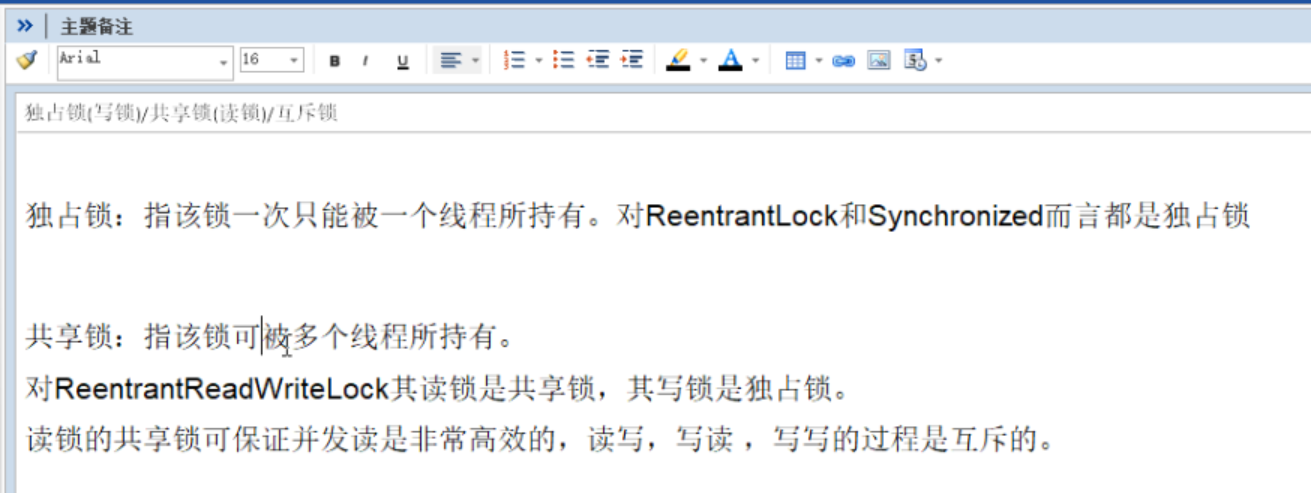 主题备注
Arial 16 B I U A
独占锁(写锁)/共享锁(读锁)/互斥锁
独占锁：指该锁一次只能被一个线程所持有。对ReentrantLock和Synchronized而言都是独占锁
共享锁：指该锁可被多个线程所持有。
对ReentrantReadWriteLock其读锁是共享锁，其写锁是独占锁。
读锁的共享锁可保证并发读是非常高效的，读写，写读 ，写写的过程是互斥的。